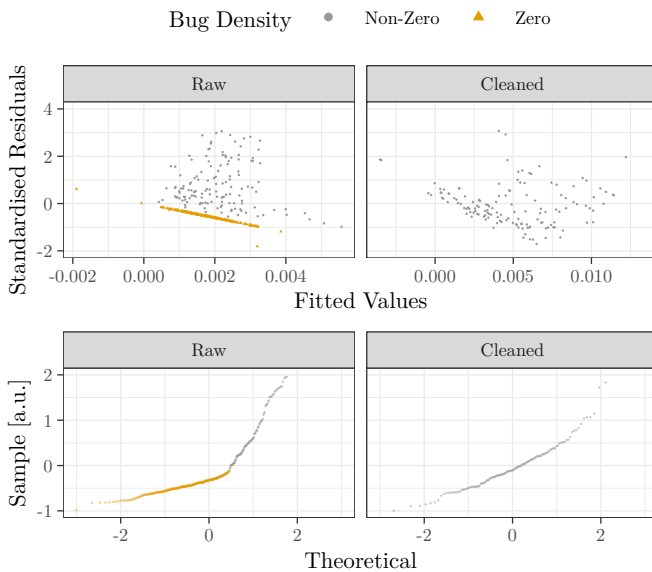 Bug Density Non-Zero Zero
Raw Cleaned
Standardised Residuals
4
2
0
-2
-0.002 0.000 0.002 0.004 0.000 0.005 0.010
Fitted Values
Raw Cleaned
Sample [a.u.]
2
1
0
-1
-2 0 2 -2 0 2
Theoretical